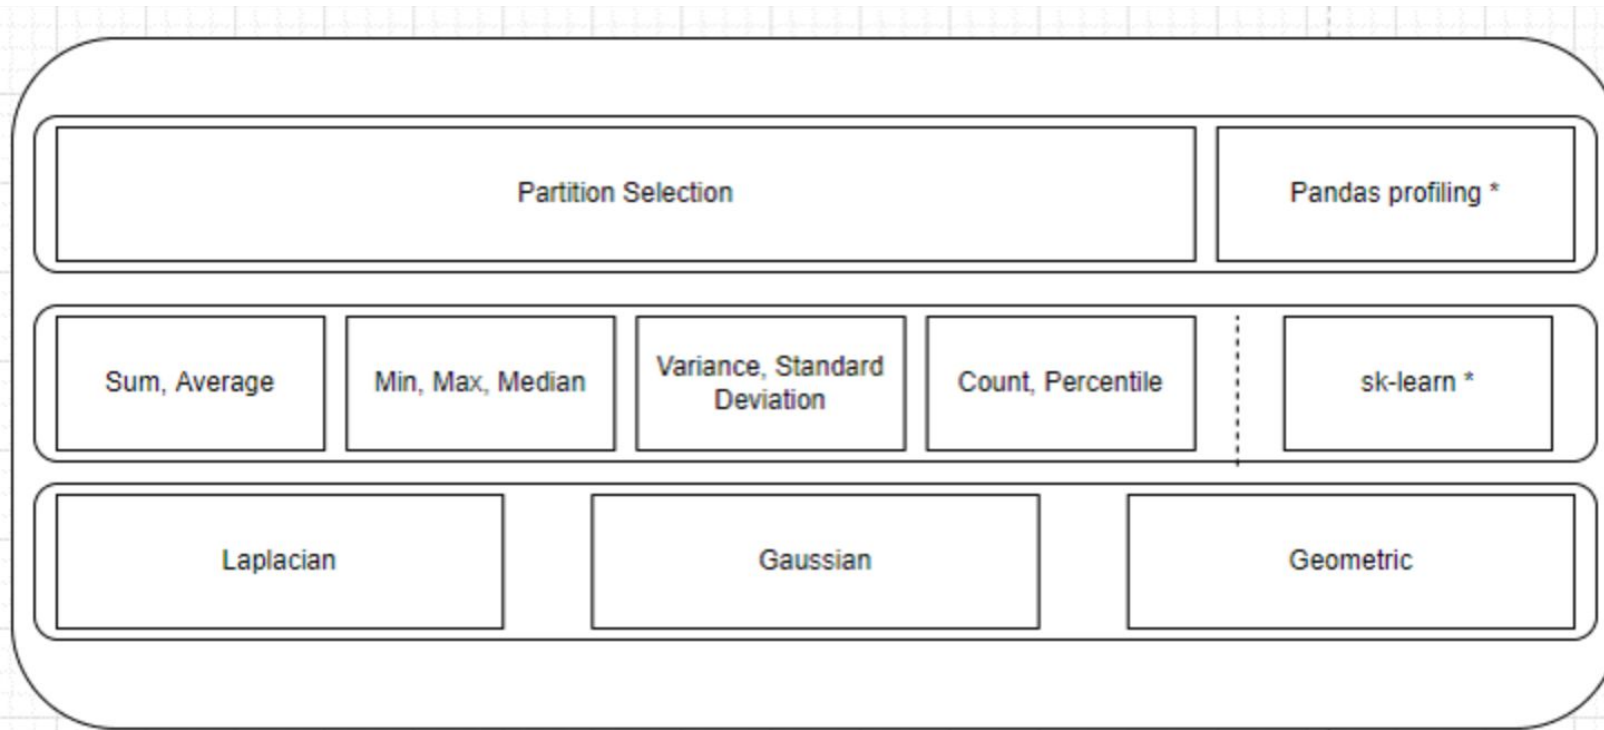 Partition Selection
Pandas profiling *
Sum, Average
Min, Max, Median
Variance, Standard
Deviation
Count, Percentile
sk-learn *
Laplacian
Gaussian
Geometric